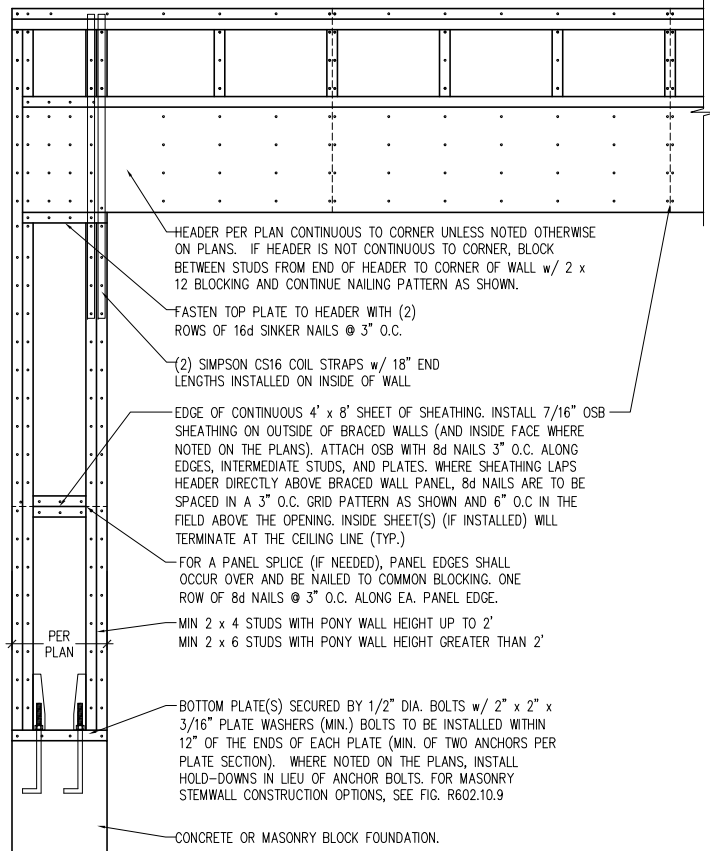 HEADER PER PLAN CONTINUOUS TO CORNER UNLESS NOTED OTHERWISE
ON PLANS. IF HEADER IS NOT CONTINUOUS TO CORNER, BLOCK
BETWEEN STUDS FROM END OF HEADER TO CORNER OF WALL w/ 2 x
12 BLOCKING AND CONTINUE NAILING PATTERN AS SHOWN.
FASTEN TOP PLATE TO HEADER WITH (2)
ROWS OF 16d SINKER NAILS @ 3" O.C.
(2) SIMPSON CS16 COIL STRAPS w/ 18" END
LENGTHS INSTALLED ON INSIDE OF WALL
EDGE OF CONTINUOUS 4' x 8' SHEET OF SHEATHING. INSTALL 7/16" OSB
SHEATHING ON OUTSIDE OF BRACED WALLS (AND INSIDE FACE WHERE
NOTED ON THE PLANS). ATTACH OSB WITH 8d NAILS 3" O.C. ALONG
EDGES, INTERMEDIATE STUDS, AND PLATES. WHERE SHEATHING LAPS
HEADER DIRECTLY ABOVE BRACED WALL PANEL, 8d NAILS ARE TO BE
SPACED IN A 3" O.C. GRID PATTERN AS SHOWN AND 6" O.C IN THE
FIELD ABOVE THE OPENING. INSIDE SHEET(S) (IF INSTALLED) WILL
TERMINATE AT THE CEILING LINE (TYP.)
FOR A PANEL SPLICE (IF NEEDED), PANEL EDGES SHALL
OCCUR OVER AND BE NAILED TO COMMON BLOCKING. ONE
ROW OF 8d NAILS @ 3" O.C. ALONG EA. PANEL EDGE.
PER
PLAN
MIN 2 x 4 STUDS WITH PONY WALL HEIGHT UP TO 2'
MIN 2 x 6 STUDS WITH PONY WALL HEIGHT GREATER THAN 2'
BOTTOM PLATE(S) SECURED BY 1/2" DIA. BOLTS w/ 2" x 2" x
3/16" PLATE WASHERS (MIN.) BOLTS TO BE INSTALLED WITHIN
12" OF THE ENDS OF EACH PLATE (MIN. OF TWO ANCHORS PER
PLATE SECTION). WHERE NOTED ON THE PLANS, INSTALL
HOLD-DOWNS IN LIEU OF ANCHOR BOLTS. FOR MASONRY
STEMWALL CONSTRUCTION OPTIONS, SEE FIG. R602.10.9
CONCRETE OR MASONRY BLOCK FOUNDATION.